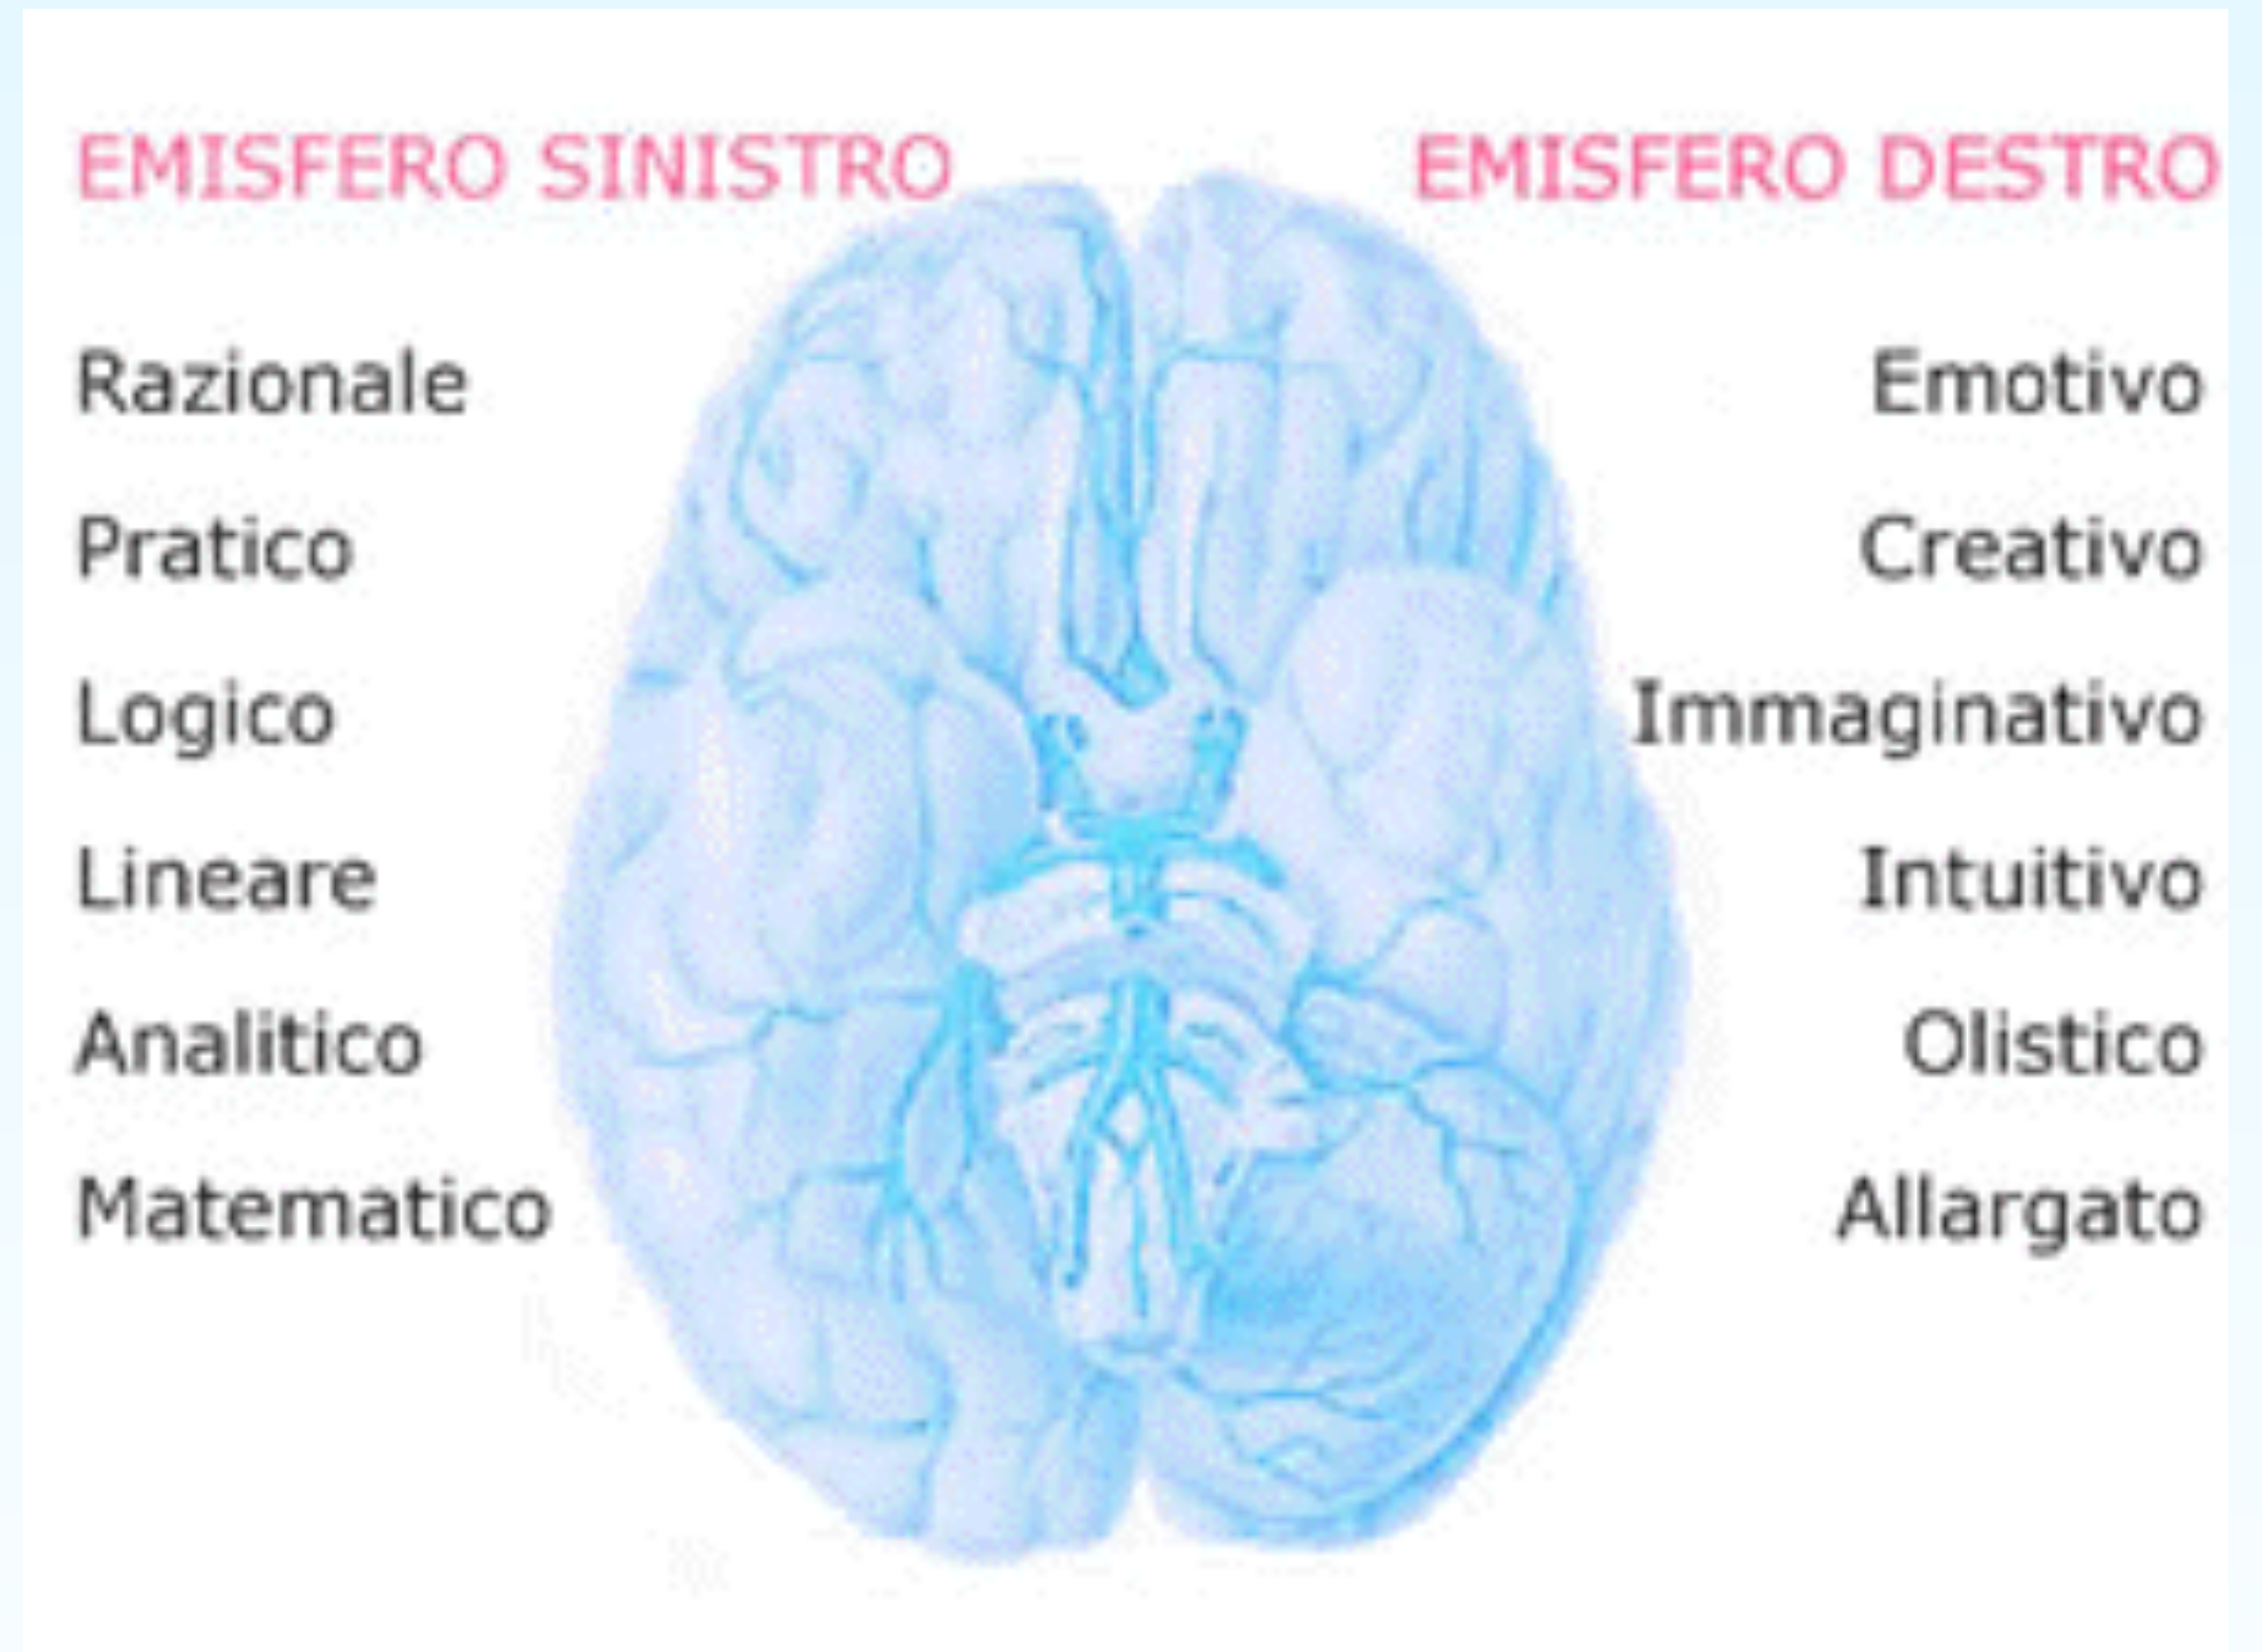 EMISFERO SINISTRO
Razionale
Pratico
Logico
Lineare
Analitico
Matematico
EMISFERO DESTRO
Emotivo
Creativo
Immaginativo
Intuitivo
Olistico
Allargato